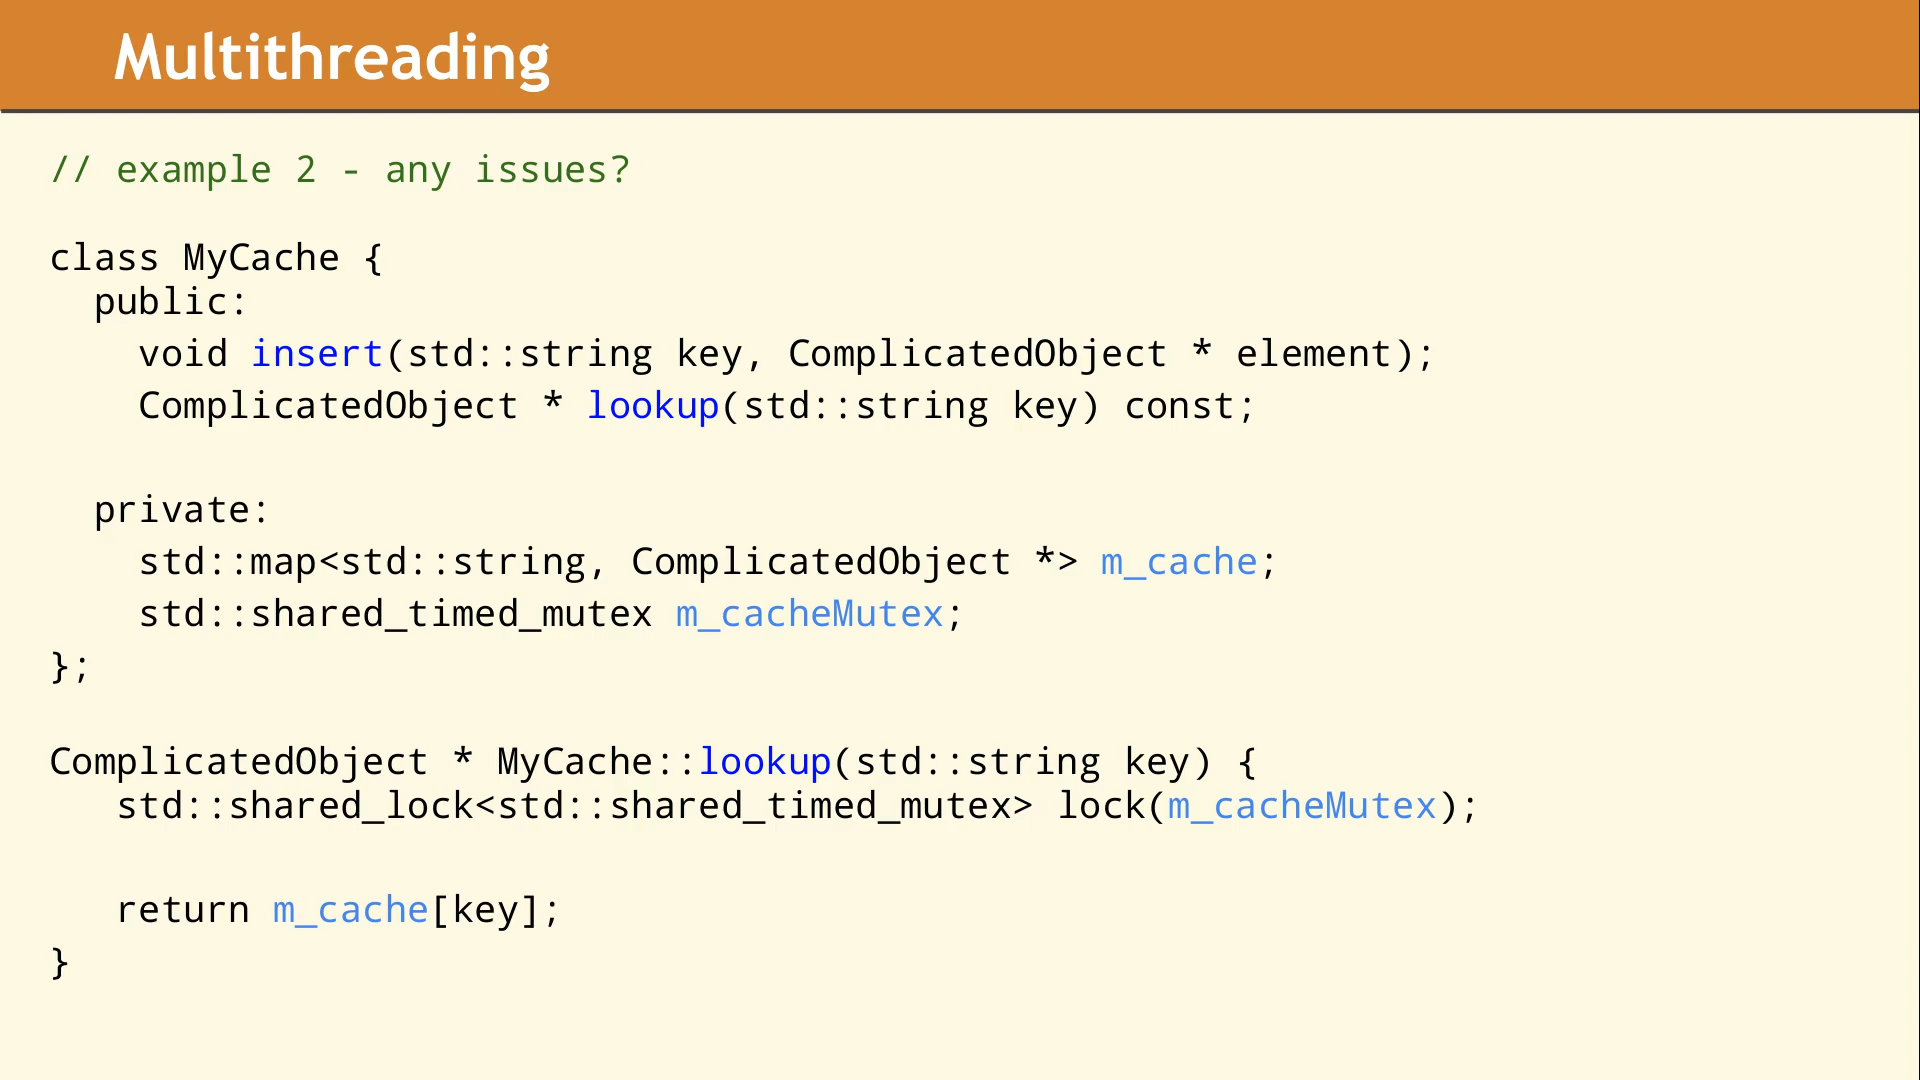 Multithreading
// example 2 - any issues?
class MyCache {
  public:
    void insert(std::string key, ComplicatedObject * element);
    ComplicatedObject * lookup(std::string key) const;
  private:
    std::map<std::string, ComplicatedObject *> m_cache;
    std::shared_timed_mutex m_cacheMutex;
};
ComplicatedObject * MyCache::lookup(std::string key) {
   std::shared_lock<std::shared_timed_mutex> lock(m_cacheMutex);
   return m_cache[key];
}